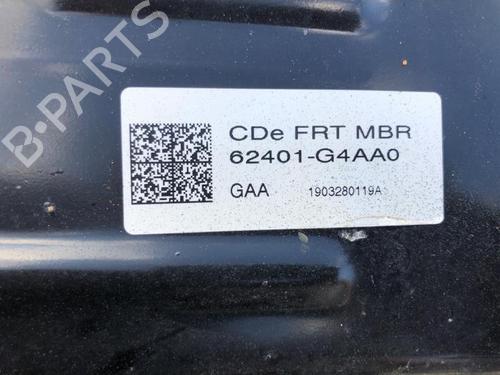 B-PARTS
CDe FRT MBR
62401-G4AA0
GAA 1903280119A